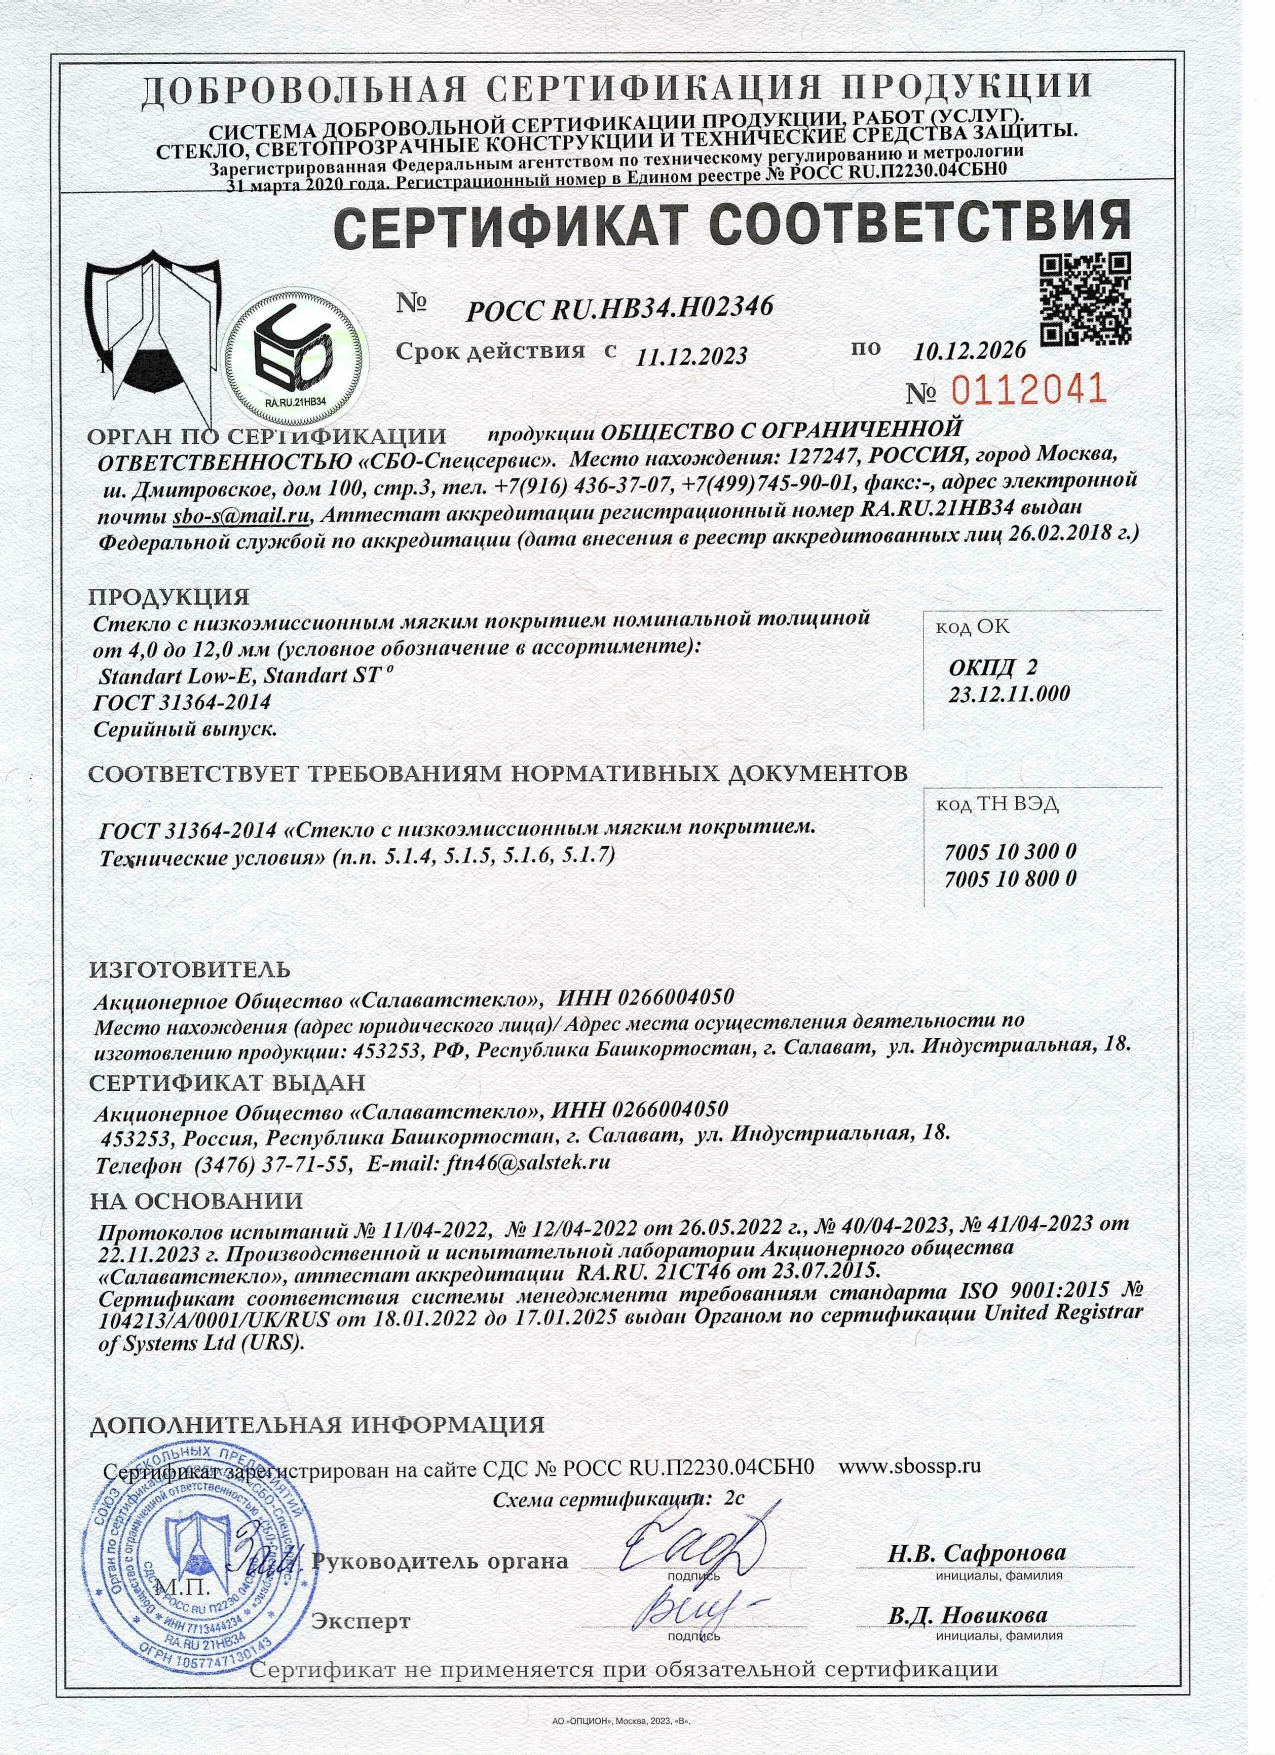 ДОБРОВОЛЬНАЯ СЕРТИФИКАЦИЯ ПРОДУКЦИИ
СИСТЕМА ДОБРОВОЛЬНОЙ СЕРТИФИКАЦИИ ПРОДУКЦИИ, РАБОТ (УСЛУГ).
СТЕКЛО, СВЕТОПРОЗРАЧНЫЕ КОНСТРУКЦИИ И ТЕХНИЧЕСКИЕ СРЕДСТВА ЗАЩИТЫ.
Зарегистрированная Федеральным агентством по техническому регулированию и метрологии
31 марта 2020 года. Регистрационный номер в Едином реестре № РОСС RU.П2230.04СБН0
СЕРТИФИКАТ СООТВЕТСТВИЯ
№ РОСС RU.НВ34.Н02346
Срок действия с 11.12.2023 по 10.12.2026
№ 0112041
RA.RU.21НВ34
ОРГАН ПО СЕРТИФИКАЦИИ продукции ОБЩЕСТВО С ОГРАНИЧЕННОЙ
ОТВЕТСТВЕННОСТЬЮ «СБО-Спецсервис». Место нахождения: 127247, РОССИЯ, город Москва,
ш. Дмитровское, дом 100, стр.3, тел. +7(916) 436-37-07, +7(499)745-90-01, факс:-, адрес электронной
почты sbo-s@mail.ru, Аттестат аккредитации регистрационный номер RA.RU.21НВ34 выдан
Федеральной службой по аккредитации (дата внесения в реестр аккредитованных лиц 26.02.2018 г.)
ПРОДУКЦИЯ
Стекло с низкоэмиссионным мягким покрытием номинальной толщиной
от 4,0 до 12,0 мм (условное обозначение в ассортименте):
Standart Low-E, Standart ST º
ГОСТ 31364-2014
Серийный выпуск.
код ОК
ОКПД 2
23.12.11.000
СООТВЕТСТВУЕТ ТРЕБОВАНИЯМ НОРМАТИВНЫХ ДОКУМЕНТОВ
ГОСТ 31364-2014 «Стекло с низкоэмиссионным мягким покрытием.
Технические условия» (п.п. 5.1.4, 5.1.5, 5.1.6, 5.1.7)
код ТН ВЭД
7005 10 300 0
7005 10 800 0
ИЗГОТОВИТЕЛЬ
Акционерное Общество «Салаватстекло», ИНН 0266004050
Место нахождения (адрес юридического лица)/ Адрес места осуществления деятельности по
изготовлению продукции: 453253, РФ, Республика Башкортостан, г. Салават, ул. Индустриальная, 18.
СЕРТИФИКАТ ВЫДАН
Акционерное Общество «Салаватстекло», ИНН 0266004050
453253, Россия, Республика Башкортостан, г. Салават, ул. Индустриальная, 18.
Телефон (3476) 37-71-55, E-mail: ftn46@salstek.ru
НА ОСНОВАНИИ
Протоколов испытаний № 11/04-2022, № 12/04-2022 от 26.05.2022 г., № 40/04-2023, № 41/04-2023 от
22.11.2023 г. Производственной и испытательной лаборатории Акционерного общества
«Салаватстекло», аттестат аккредитации RA.RU. 21СТ46 от 23.07.2015.
Сертификат соответствия системы менеджмента требованиям стандарта ISO 9001:2015 №
104213/A/0001/UK/RUS от 18.01.2022 до 17.01.2025 выдан Органом по сертификации United Registrar
of Systems Ltd (URS).
ДОПОЛНИТЕЛЬНАЯ ИНФОРМАЦИЯ
Сертификат зарегистрирован на сайте СДС № РОСС RU.П2230.04СБН0 www.sbossp.ru
Схема сертификации: 2с
Руководитель органа
подпись
Н.В. Сафронова
инициалы, фамилия
М.П.
Эксперт
подпись
В.Д. Новикова
инициалы, фамилия
ИНН 7713444234
RA.RU 21НВ34
ОГРН 1057747130143
Сертификат не применяется при обязательной сертификации
АО «ОПЦИОН», Москва, 2023, «В».